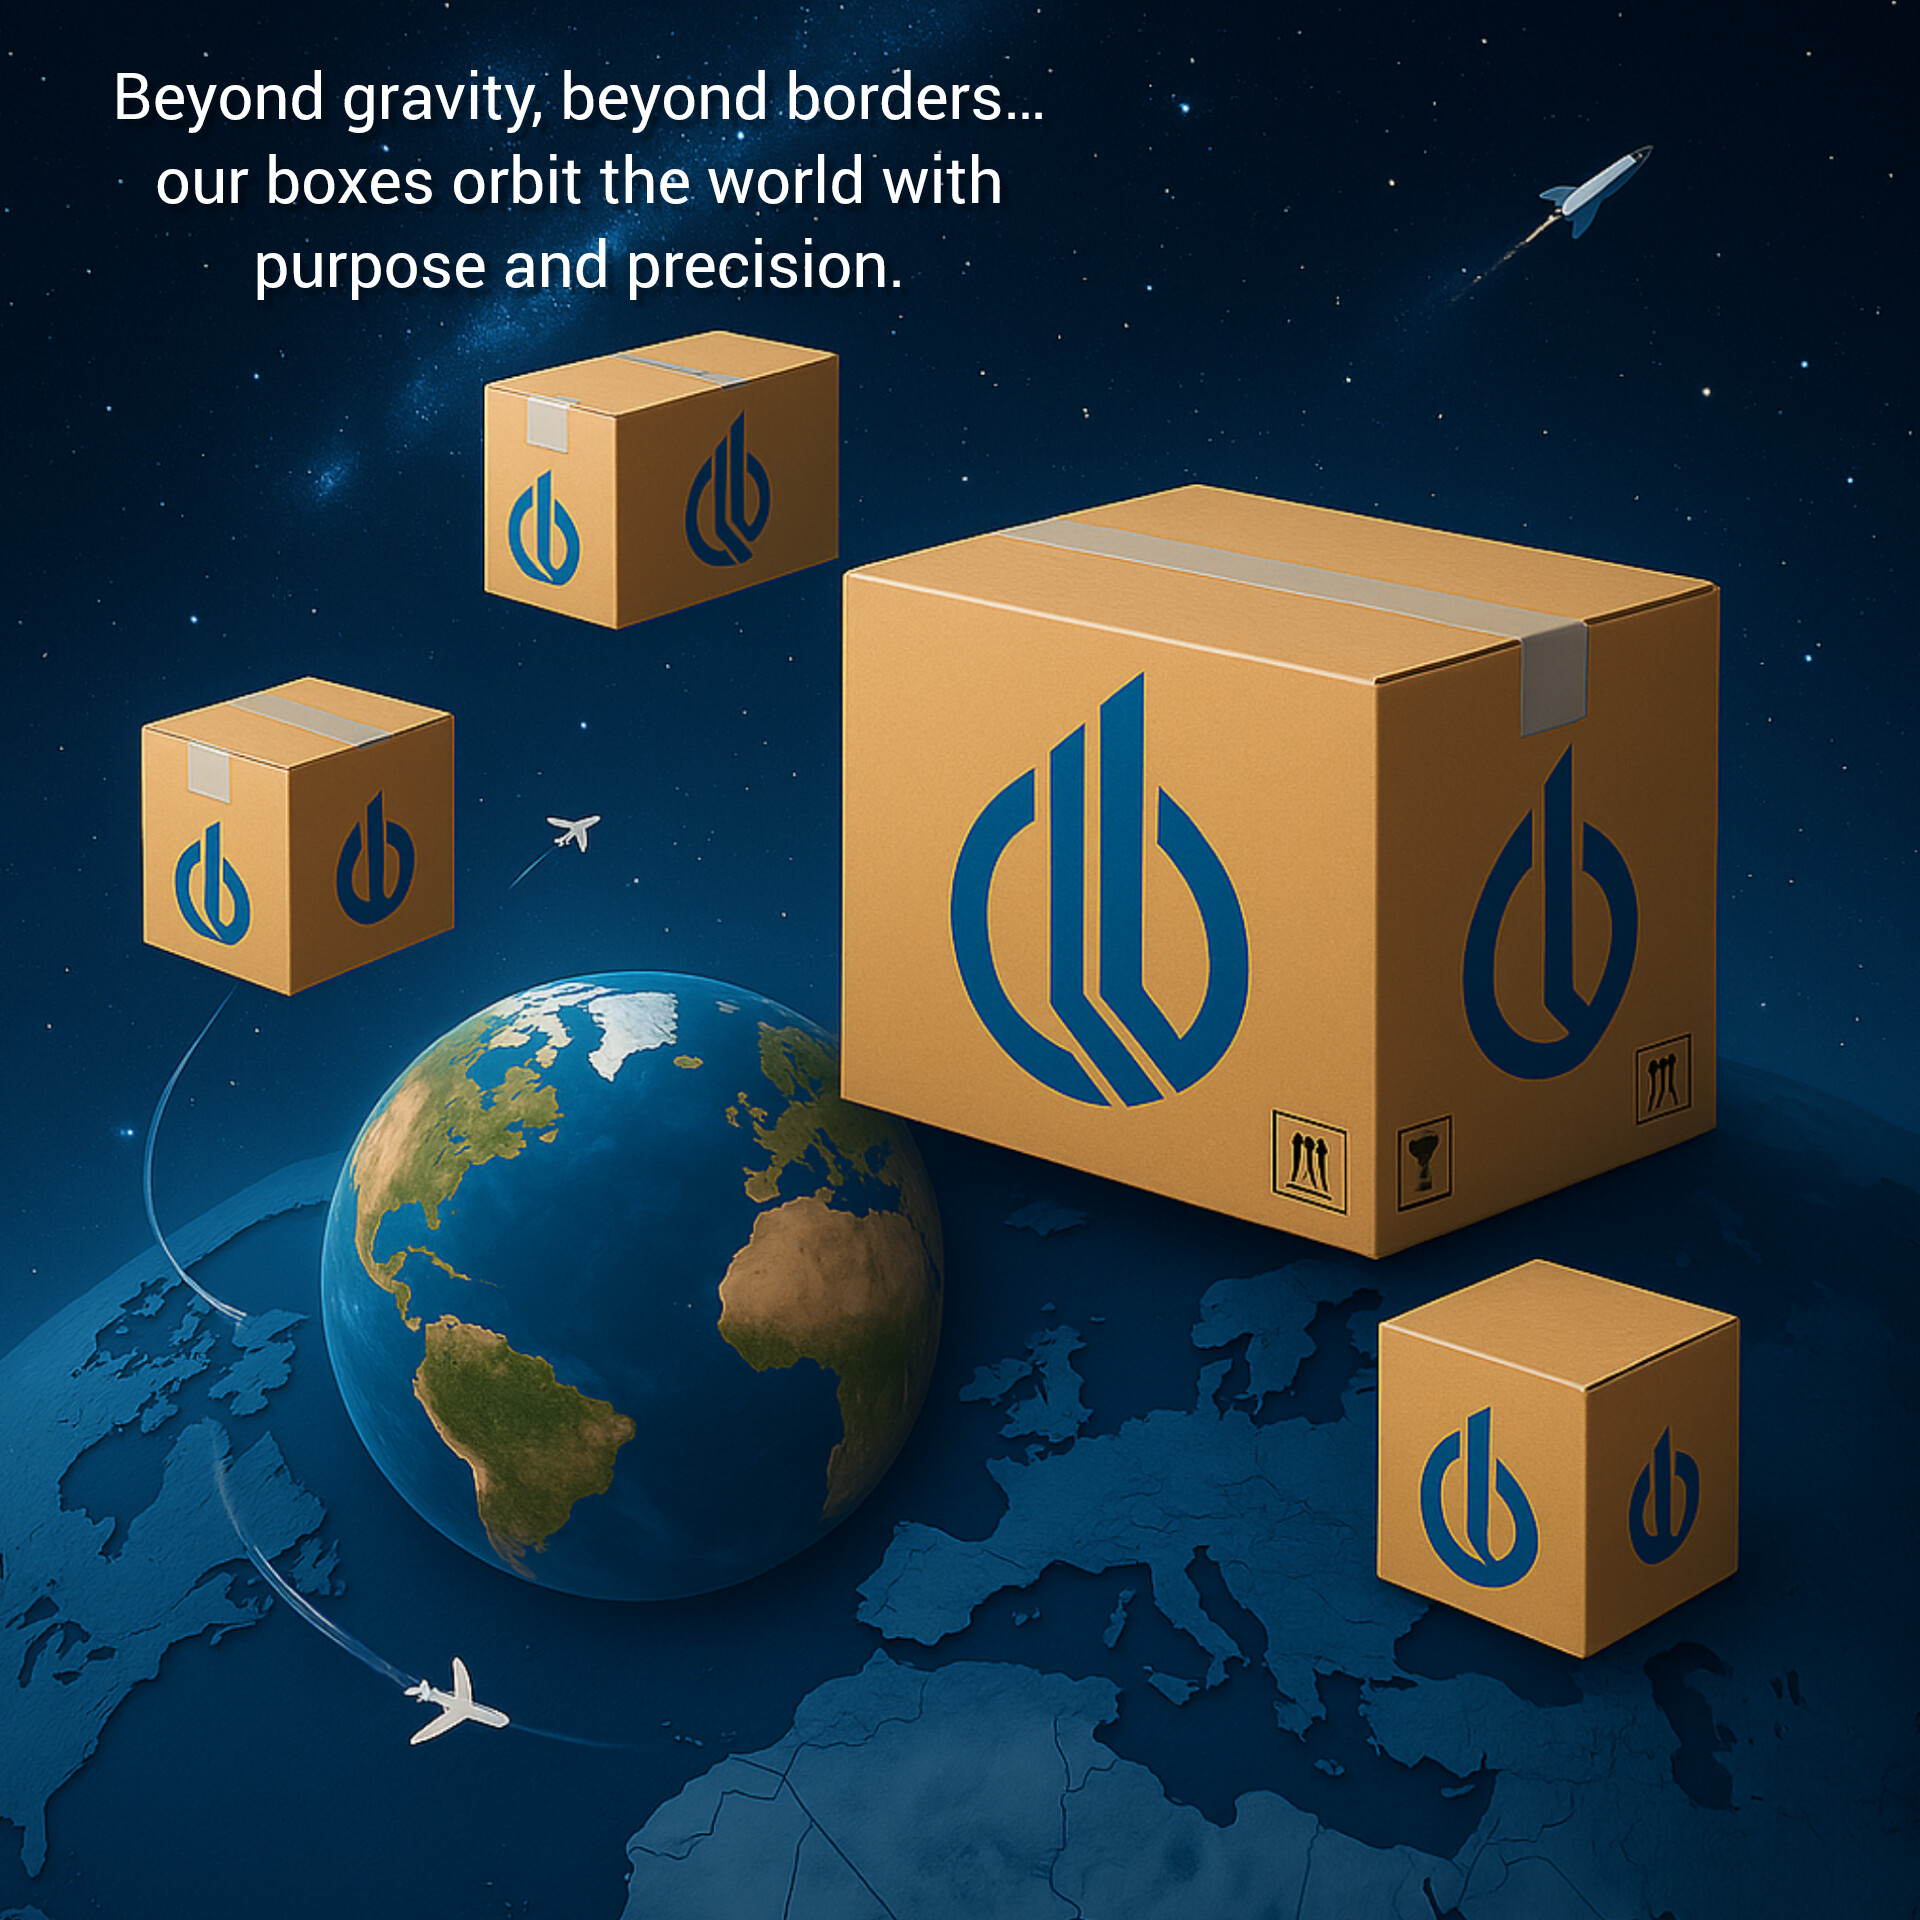 Beyond gravity, beyond borders...
our boxes orbit the world with
purpose and precision.